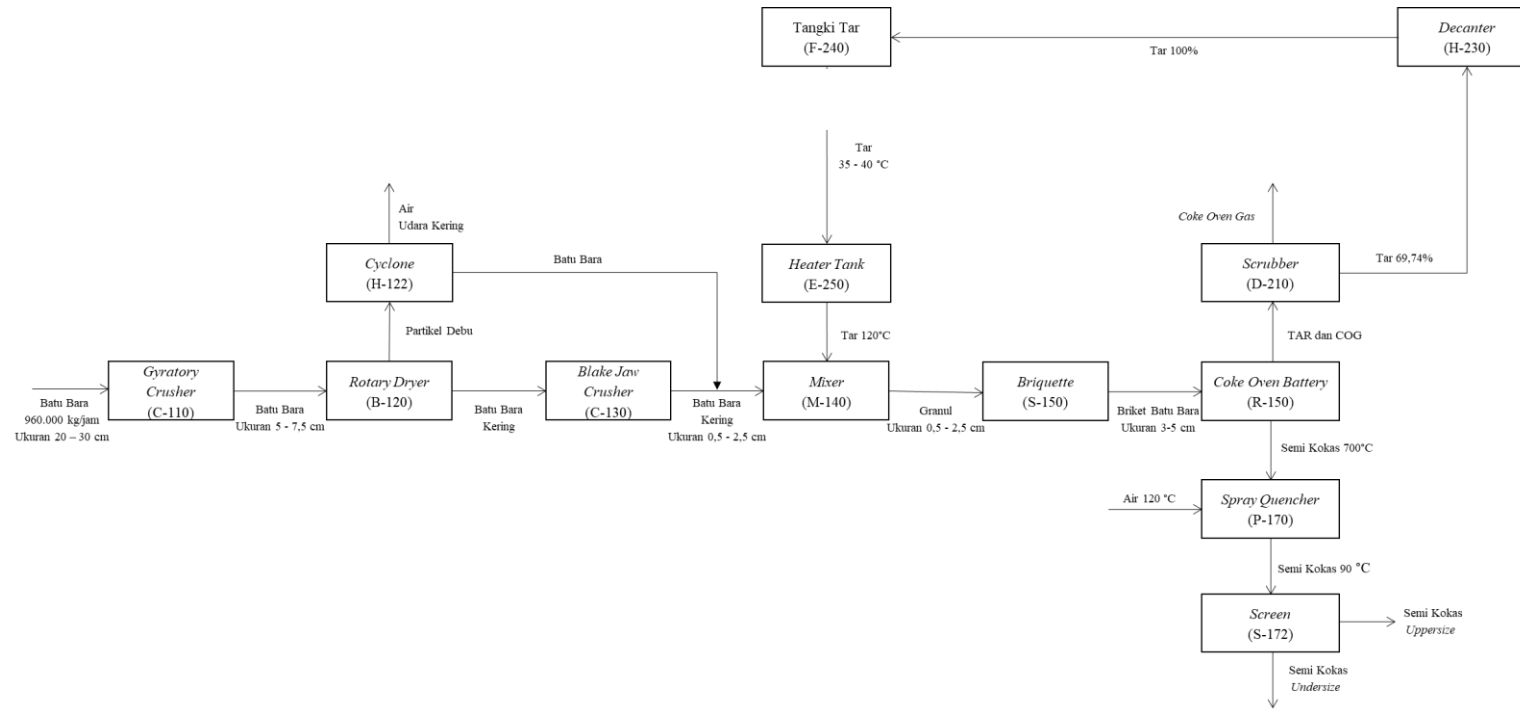 Tangki Tar
(F-240)
Decanter
(H-230)
Tar 100%
Tar
35 - 40 °C
Air
Udara Kering
Coke Oven Gas
Cyclone
(H-122)
Batu Bara
Heater Tank
(E-250)
Scrubber
(D-210)
Tar 69,74%
Partikel Debu
Tar 120°C
TAR dan COG
Gyratory
Crusher
(C-110)
Rotary Dryer
(B-120)
Blake Jaw
Crusher
(C-130)
Mixer
(M-140)
Briquette
(S-150)
Coke Oven Battery
(R-150)
Batu Bara
960.000 kg/jam
Ukuran 20 – 30 cm
Batu Bara
Ukuran 5 - 7,5 cm
Batu Bara
Kering
Batu Bara
Kering
Ukuran 0,5 - 2,5 cm
Granul
Ukuran 0,5 - 2,5 cm
Briket Batu Bara
Ukuran 3-5 cm
Semi Kokas 700°C
Air 120 °C
Spray Quencher
(P-170)
Semi Kokas 90 °C
Screen
(S-172)
Semi Kokas
Uppersize
Semi Kokas
Undersize